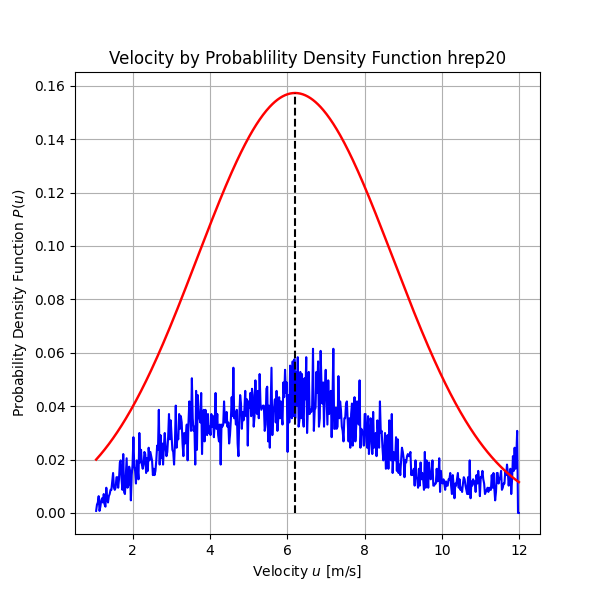 Velocity by Probablility Density Function hrep20
0.16
0.14
0.12
0.10
0.08
0.06
0.04
0.02
0.00
Probability Density Function P(u)
2 4 6 8 10 12
Velocity u [m/s]